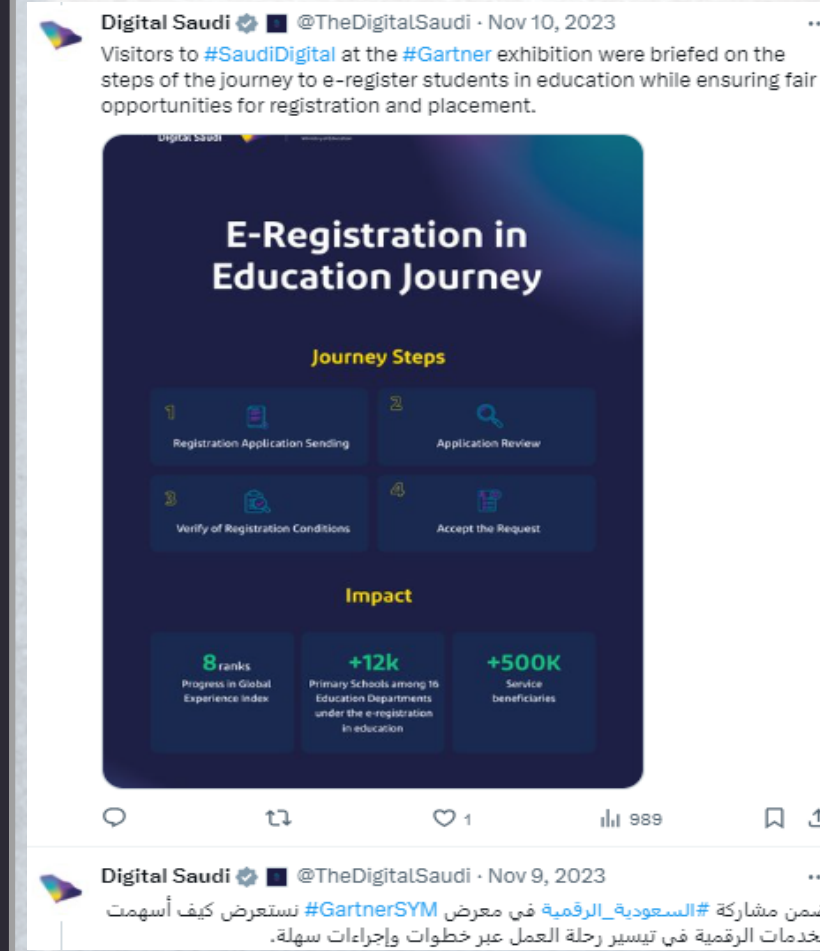 Digital Saudi @TheDigitalSaudi · Nov 10, 2023
Visitors to #SaudiDigital at the #Gartner exhibition were briefed on the
steps of the journey to e-register students in education while ensuring fair
opportunities for registration and placement.
Digital Saudi
E-Registration in
Education Journey
Journey Steps
1
Registration Application Sending
2
Application Review
3
Verify of Registration Conditions
4
Accept the Request
Impact
8 ranks
Progress in Global
Experience Index
+12k
Primary Schools among 16
Education Departments
under the e-registration
in education
+500K
Service
beneficiaries
1
989
Digital Saudi @TheDigitalSaudi · Nov 9, 2023
ضمن مشاركة #السعودية_الرقمية في معرض #GartnerSYM نستعرض كيف أسهمت
في تيسير رحلة العمل عبر خطوات وإجراءات سهلة.